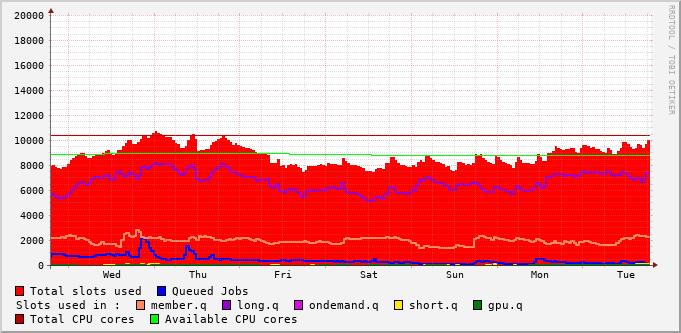 RRDTOOL / TOBI OETIKER
20000
18000
16000
14000
12000
10000
8000
6000
4000
2000
0
Wed Thu Fri Sat Sun Mon Tue
Total slots used Queued Jobs
Slots used in : member.q long.q ondemand.q short.q gpu.q
Total CPU cores Available CPU cores